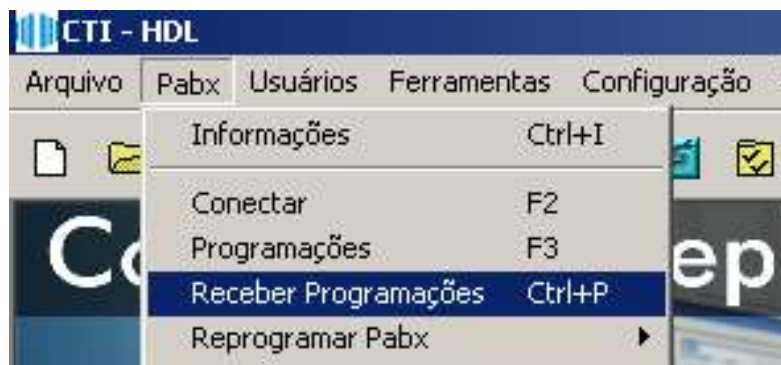 CTI - HDL
Arquivo Pabx Usuários Ferramentas Configuração
Informações Ctrl+I
Conectar F2
Programações F3
Receber Programações Ctrl+P
Reprogramar Pabx